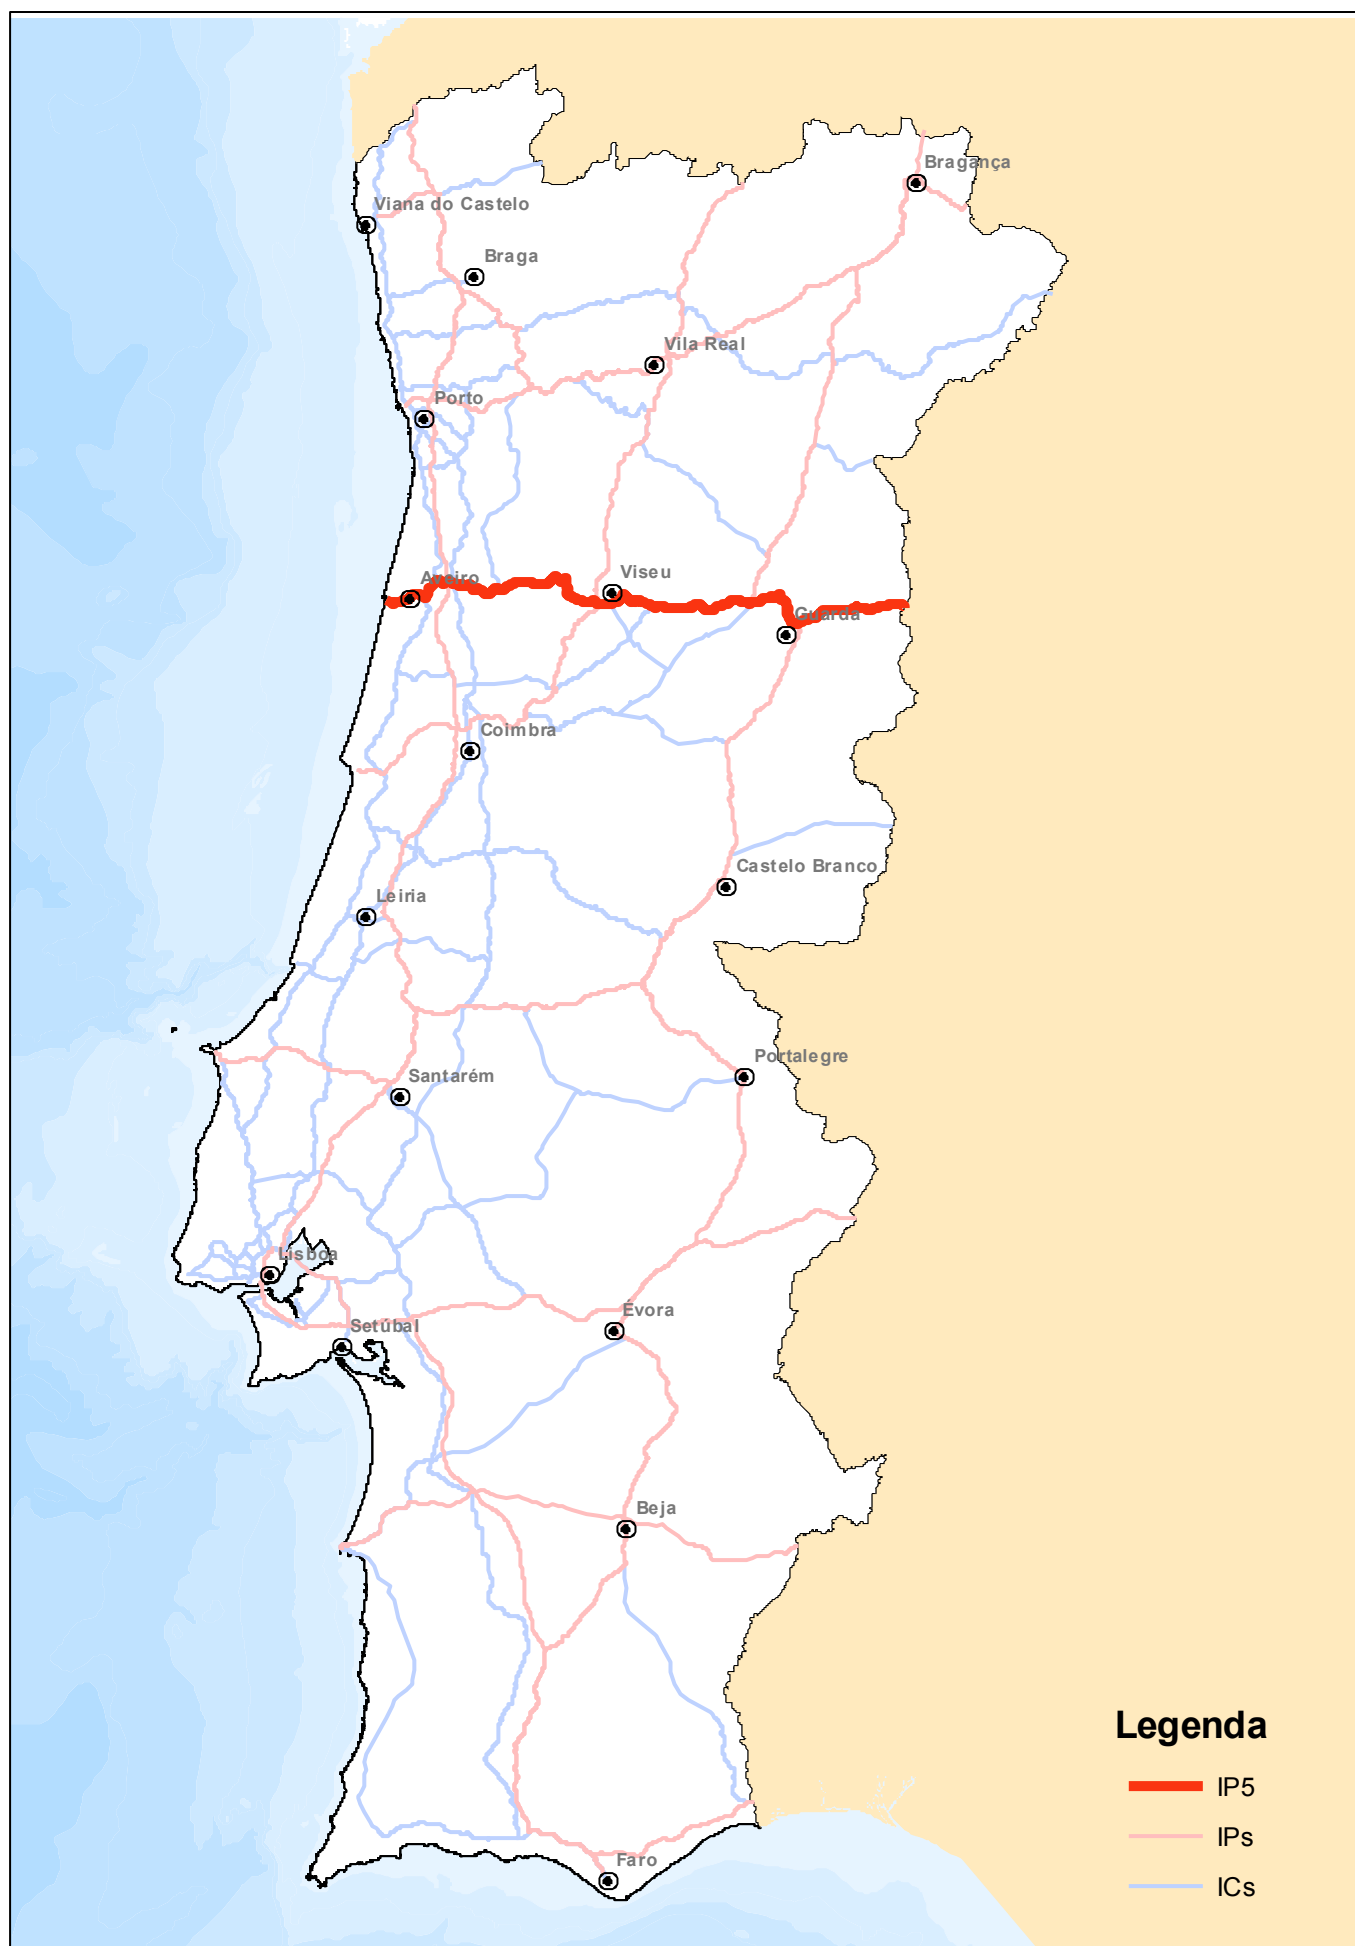 Bragança
Viana do Castelo
Braga
Vila Real
Porto
Aveiro
Viseu
Guarda
Coimbra
Castelo Branco
Leiria
Portalegre
Santarém
Lisboa
Évora
Setúbal
Beja
Faro
Legenda
IP5
IPs
ICs